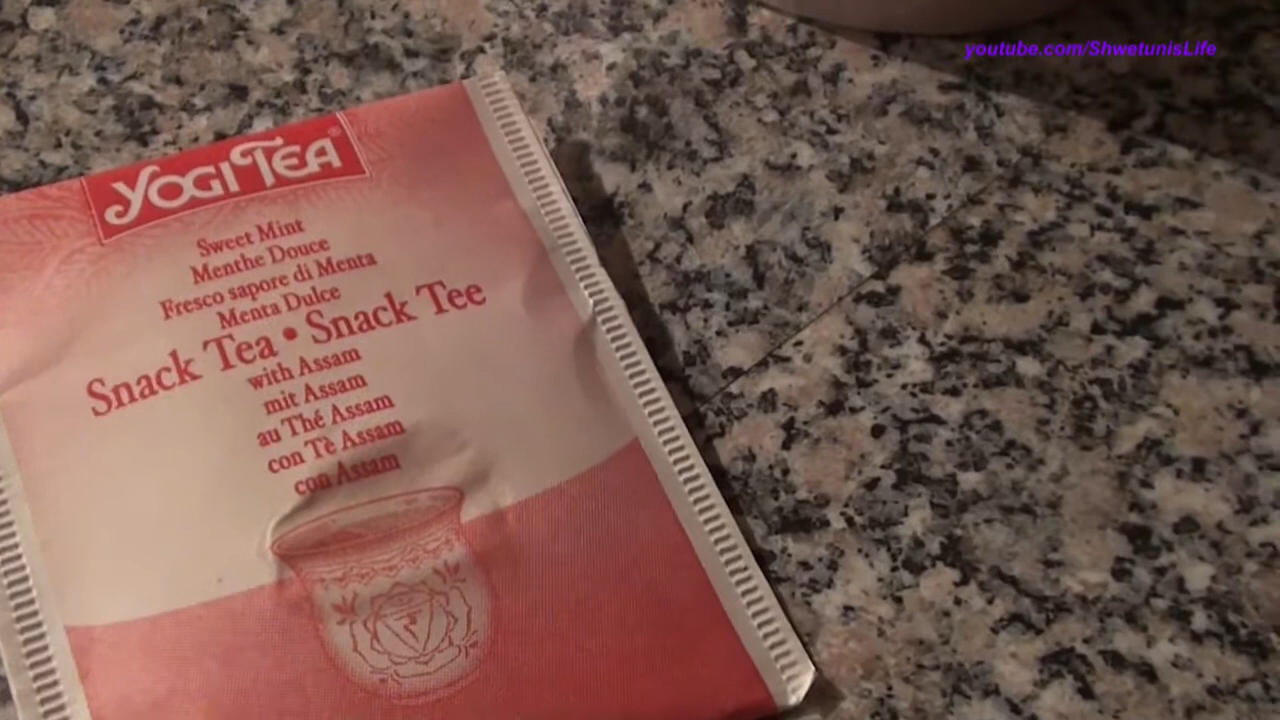 youtube.com/ShwetunisLife
YOGI TEA®
Sweet Mint
Menthe Douce
Fresco sapore di Menta
Menta Dulce
Snack Tea • Snack Tee
with Assam
mit Assam
au Thé Assam
con Tè Assam
con Assam